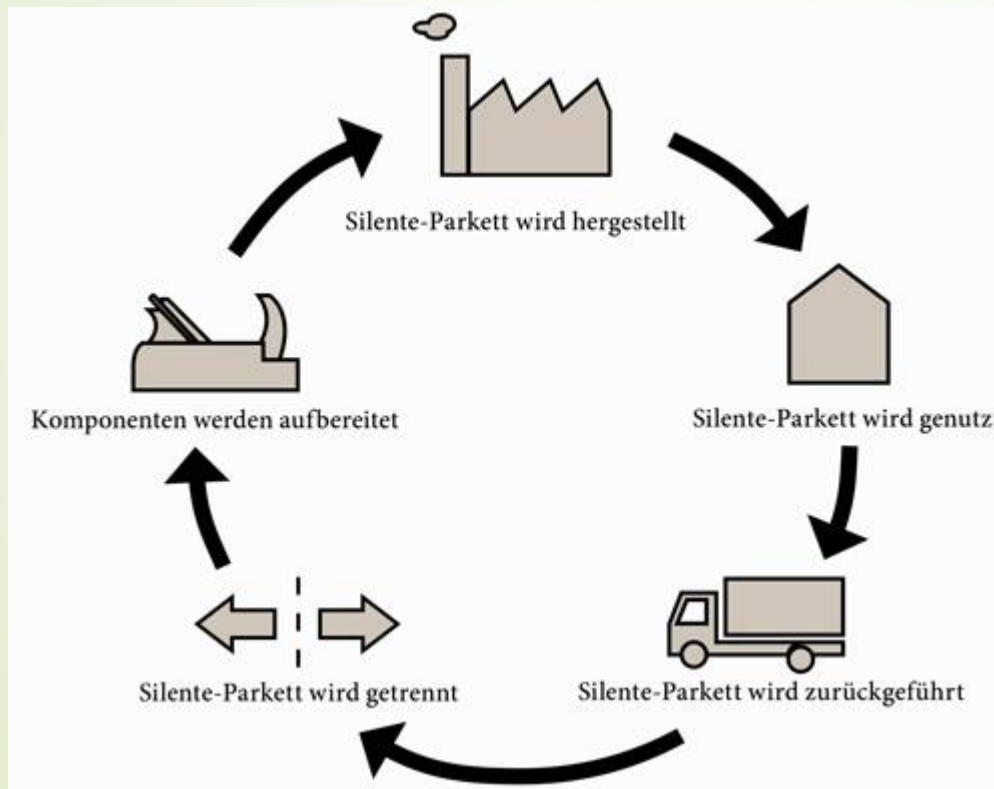 Silente-Parkett wird hergestellt
Silente-Parkett wird genutz
Silente-Parkett wird zurückgeführt
Silente-Parkett wird getrennt
Komponenten werden aufbereitet